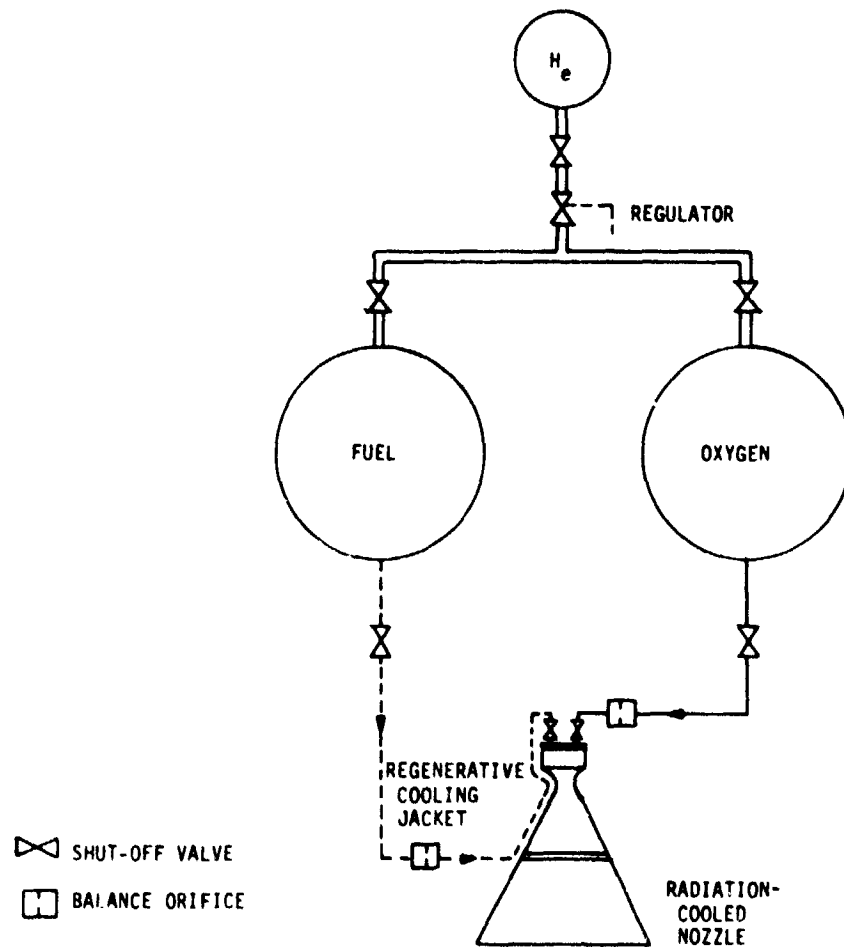 He
REGULATOR
FUEL
OXYGEN
REGENERATIVE
COOLING
JACKET
SHUT-OFF VALVE
BALANCE ORIFICE
RADIATION-
COOLED
NOZZLE